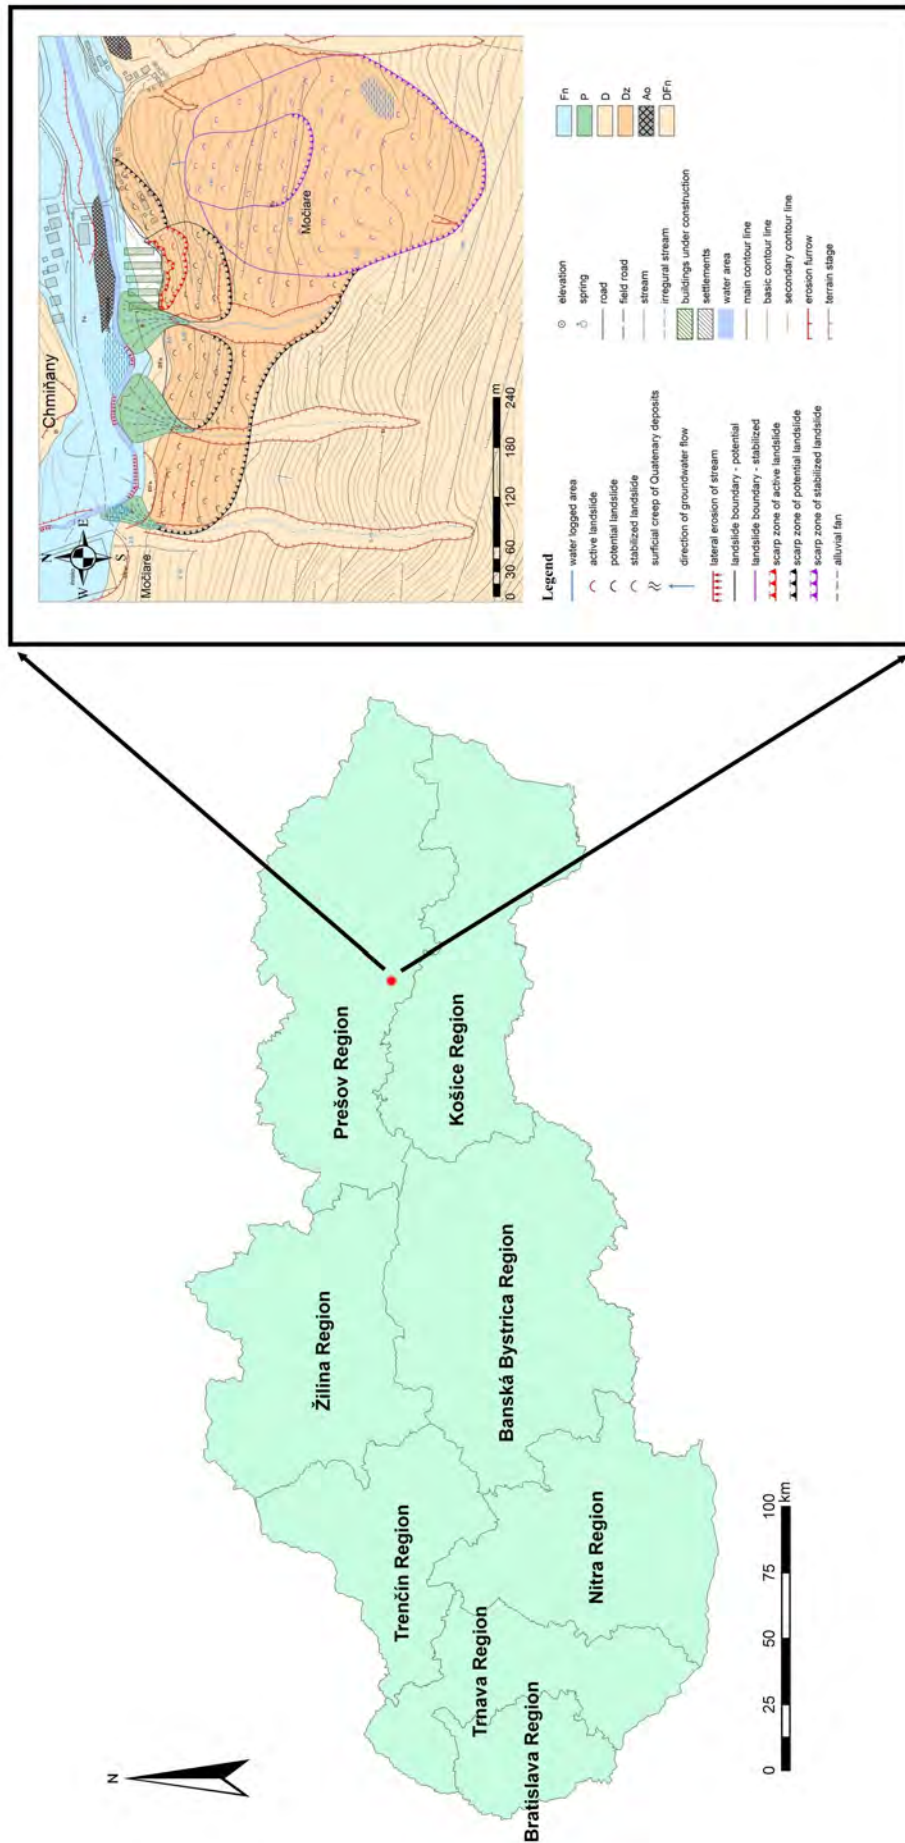 N
Žilina Region
Prešov Region
Trenčín Region
Košice Region
Trnava Region
Banská Bystrica Region
Nitra Region
Bratislava Region
0 25 50 75 100
km
N
W E
S
Chmiňany
Močiare
Močiare
0 30 60 120 180 240
m
Legend
water logged area
active landslide
potential landslide
stabilized landslide
surficial creep of Quatenary deposits
direction of groundwater flow
lateral erosion of stream
landslide boundary - potential
landslide boundary - stabilized
scarp zone of active landslide
scarp zone of potential landslide
scarp zone of stabilized landslide
alluvial fan
elevation
spring
road
field road
stream
irregural stream
buildings under construction
settlements
water area
main contour line
basic contour line
secondary contour line
erosion furrow
terrain stage
Fn
P
D
Dz
Ao
DFn